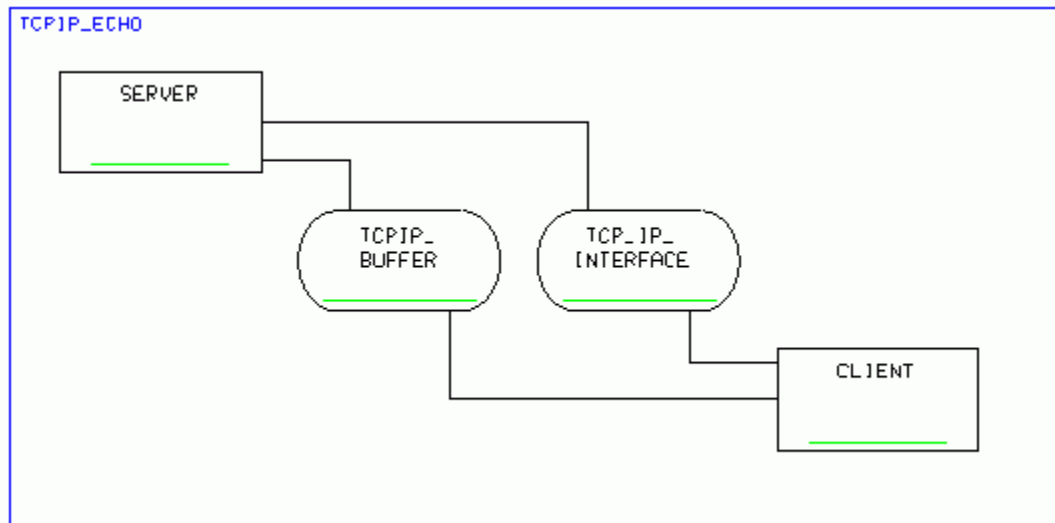 TCPIP_ECHO
SERVER
TCPIP_
BUFFER
TCP_IP_
INTERFACE
CLIENT